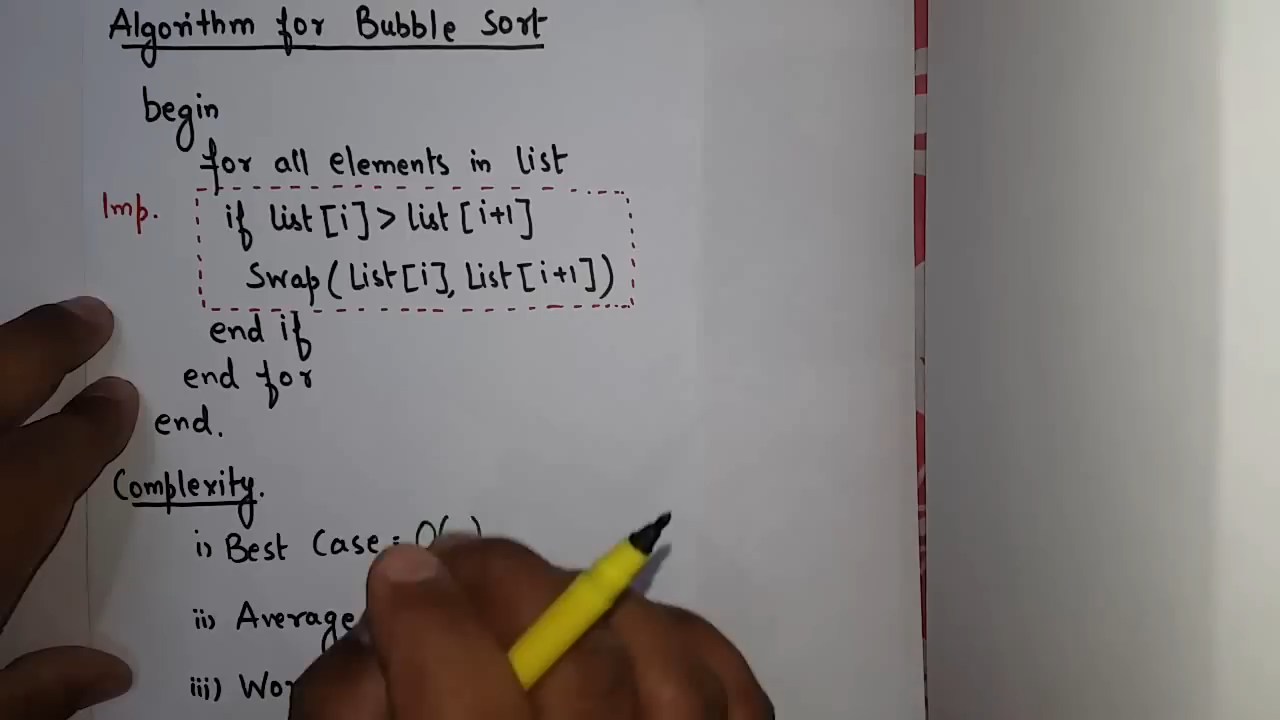 Algorithm for Bubble Sort
begin
for all elements in list
Imp.
if list[i] > list[i+1]
Swap(List[i], List[i+1])
end if
end for
end.
Complexity.
i) Best Case =
ii) Average
iii)